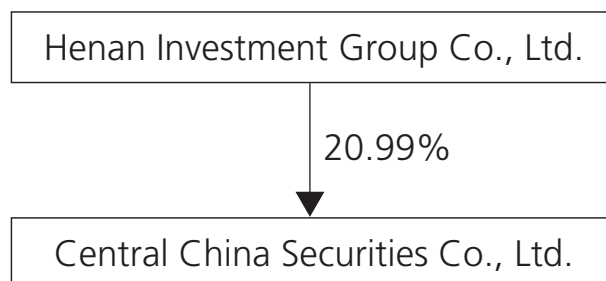 Henan Investment Group Co., Ltd.
20.99%
Central China Securities Co., Ltd.